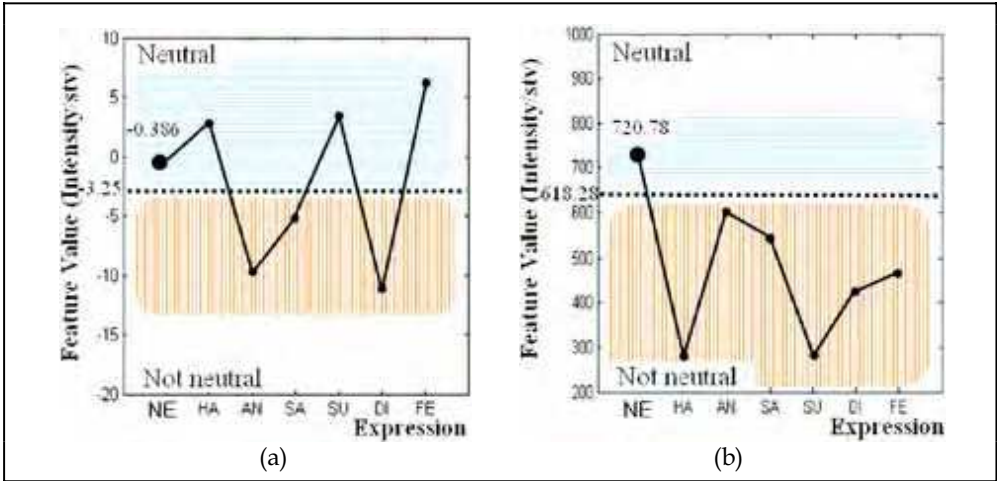 Feature Value (Intensity/stv)
10
5
0
-5
-10
-15
-20
Neutral
-0.386
-3.25
Not neutral
NE HA AN SA SU DI FE
Expression
(a)
Feature Value (Intensity/stv)
1000
900
800
700
600
500
400
300
200
Neutral
720.78
618.28
Not neutral
NE HA AN SA SU DI FE
Expression
(b)